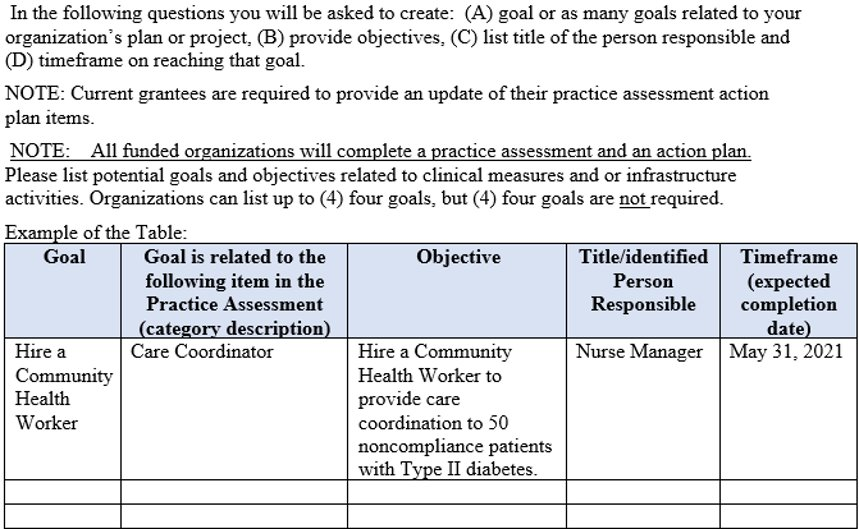 In the following questions you will be asked to create:  (A) goal or as many goals related to your
organization's plan or project, (B) provide objectives, (C) list title of the person responsible and
(D) timeframe on reaching that goal.
NOTE: Current grantees are required to provide an update of their practice assessment action
plan items.
NOTE:    All funded organizations will complete a practice assessment and an action plan.
Please list potential goals and objectives related to clinical measures and or infrastructure
activities. Organizations can list up to (4) four goals, but (4) four goals are not required.
Example of the Table:
Goal
Goal is related to the
following item in the
Practice Assessment
(category description)
Objective
Title/identified
Person
Responsible
Timeframe
(expected
completion
date)
Hire a
Community
Health
Worker
Care Coordinator
Hire a Community
Health Worker to
provide care
coordination to 50
noncompliance patients
with Type II diabetes.
Nurse Manager
May 31, 2021